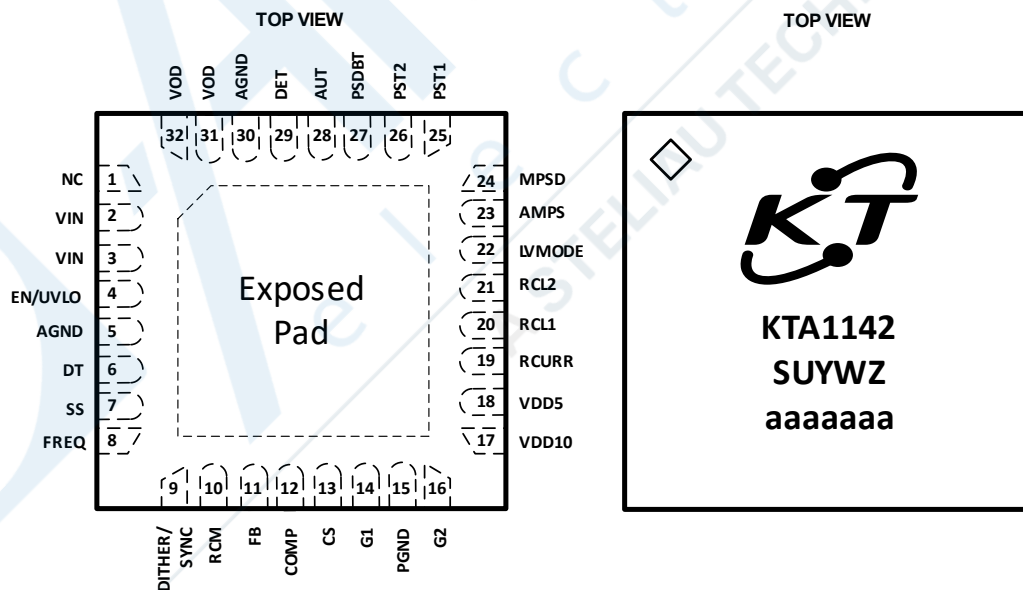 TOP VIEW
VOD
VOD
AGND
DET
AUT
PSDBT
PST2
PST1
32 31 30 29 28 27 26 25
NC 1
VIN 2
VIN 3
EN/UVLO 4
AGND 5
DT 6
SS 7
FREQ 8
Exposed
Pad
24 MPSD
23 AMPS
22 LVMODE
21 RCL2
20 RCL1
19 RCURR
18 VDD5
17 VDD10
9 10 11 12 13 14 15 16
DITHER/
SYNC
RCM
FB
COMP
CS
G1
PGND
G2
TOP VIEW
KT
KTA1142
SUYWZ
aaaaaaa